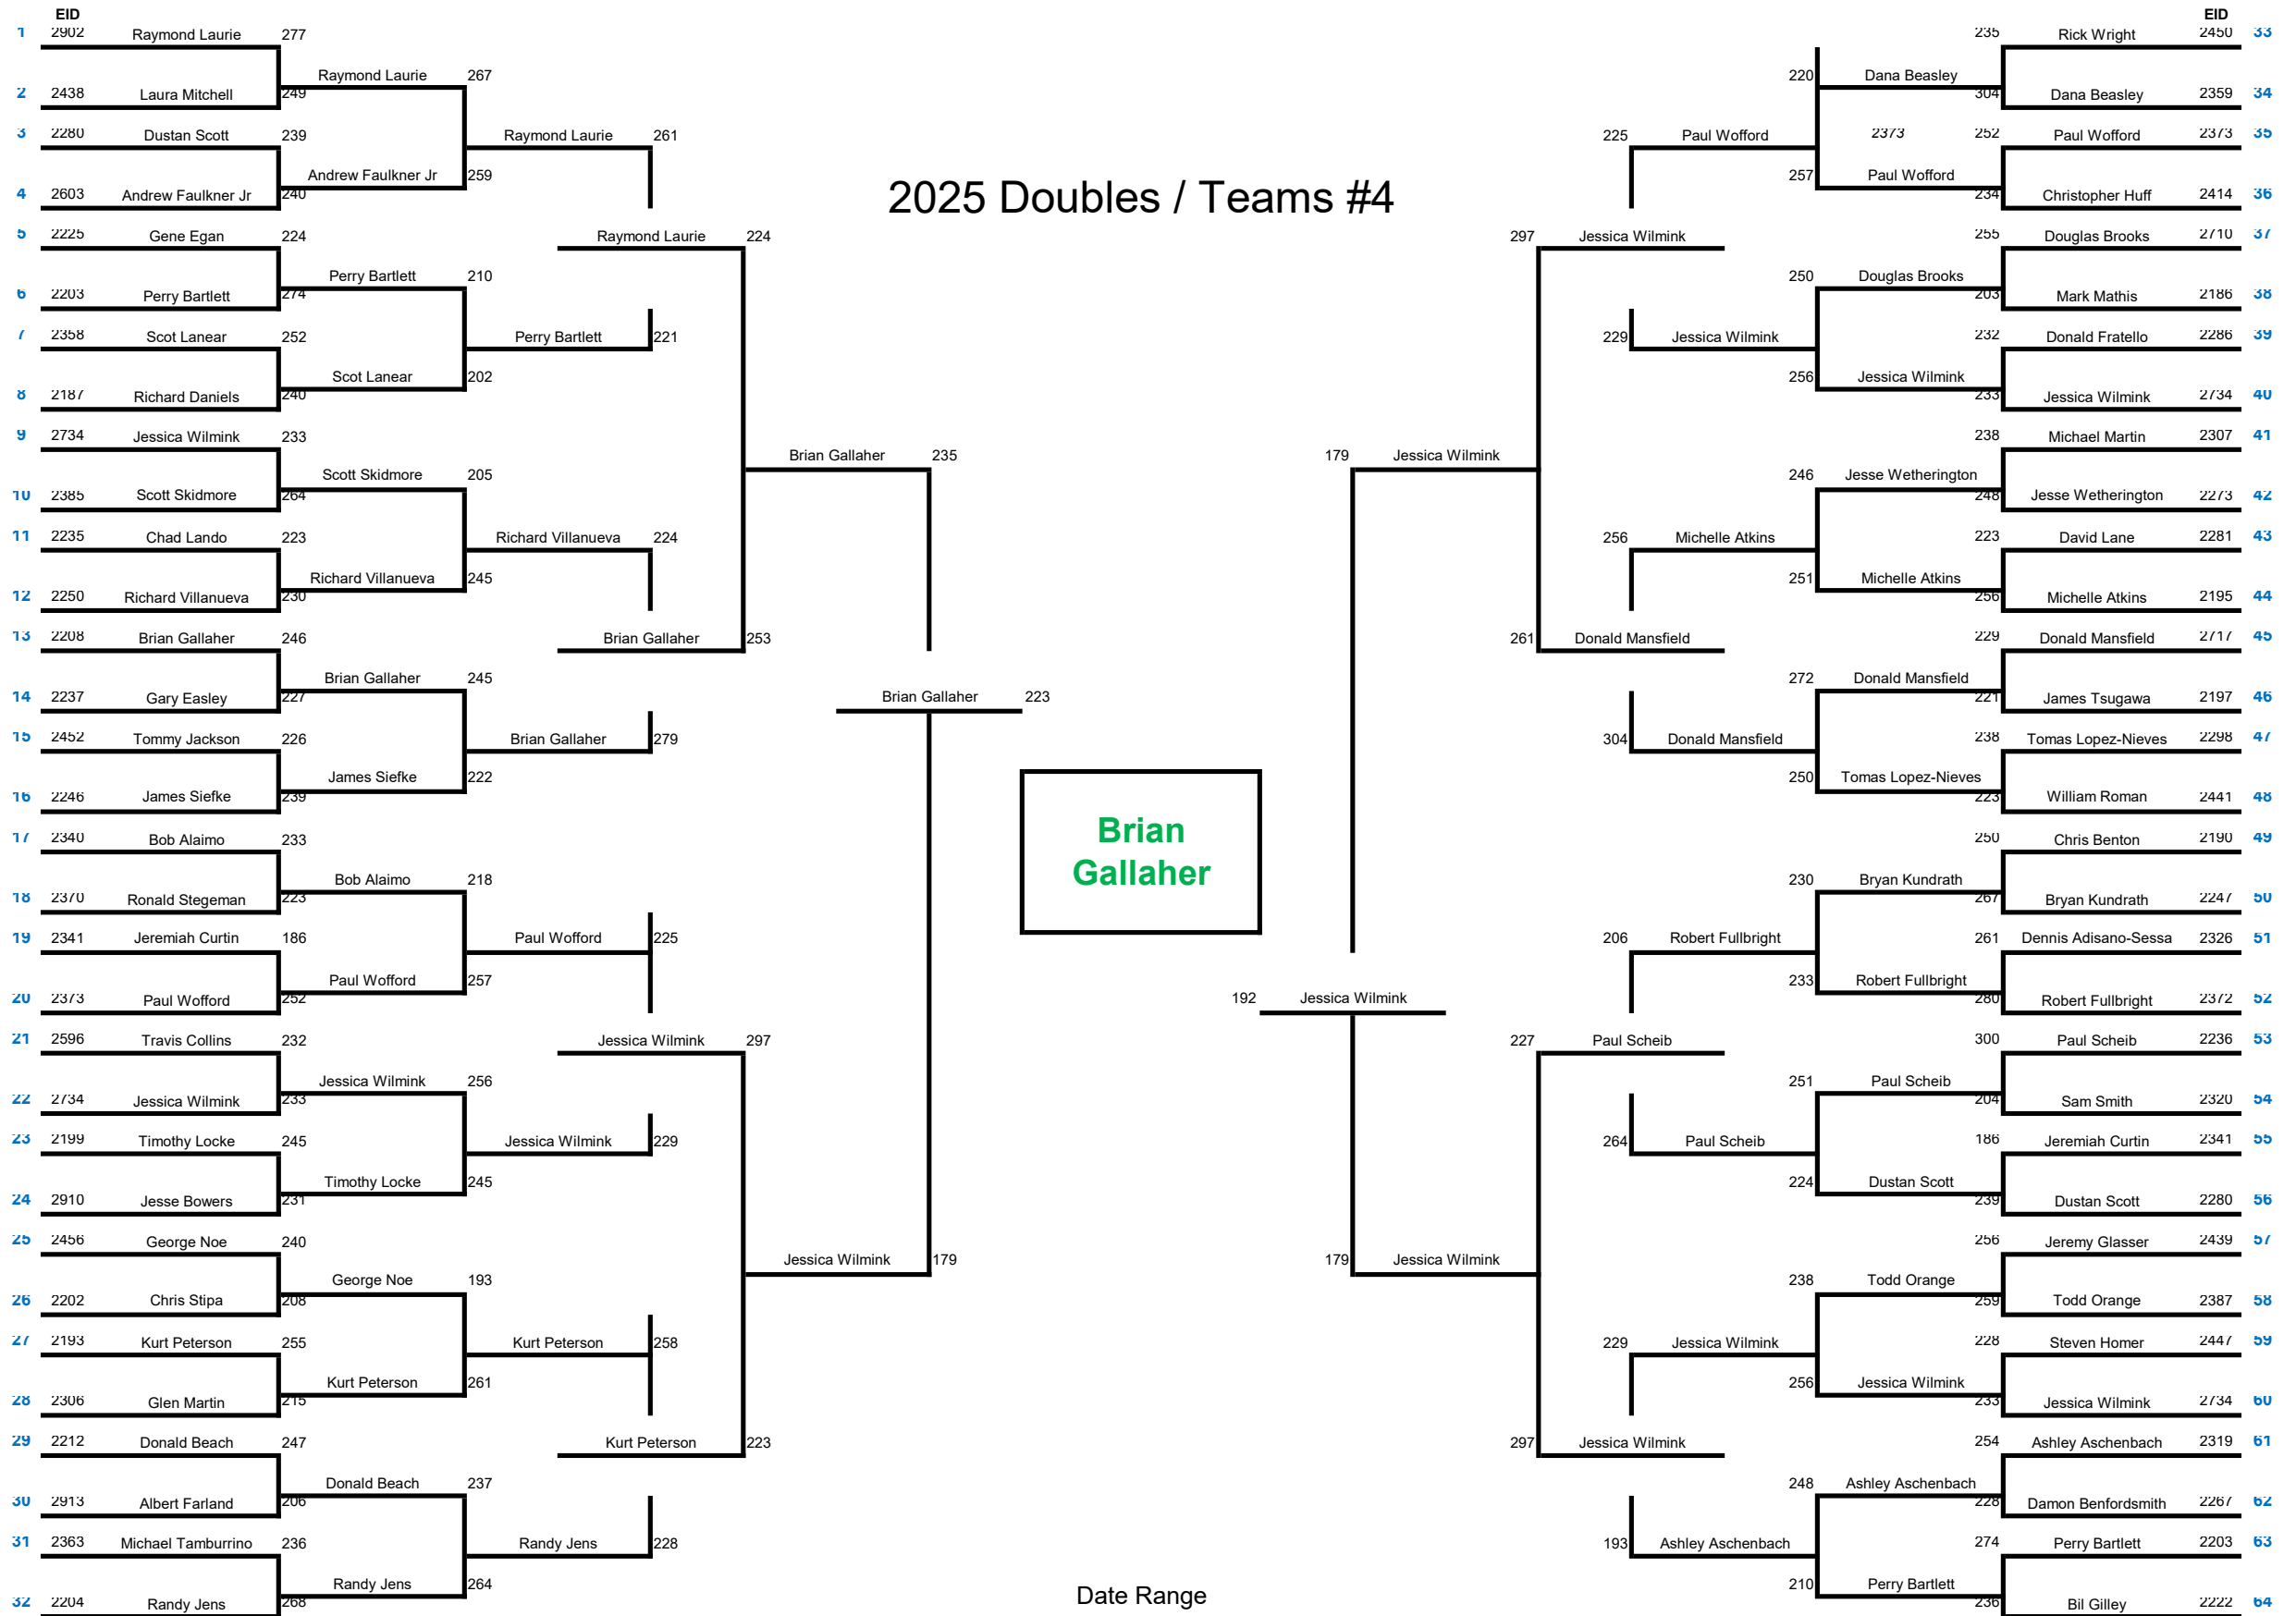 EID EID
1 2902 Raymond Laurie 277 235 Rick Wright 2450 33
Raymond Laurie 267 220 Dana Beasley
2 2438 Laura Mitchell 249 304 Dana Beasley 2359 34
3 2280 Dustan Scott 239 Raymond Laurie 261 225 Paul Wofford 2373 252 Paul Wofford 2373 35
Andrew Faulkner Jr 259 257 Paul Wofford
4 2603 Andrew Faulkner Jr 240 234 Christopher Huff 2414 36
2025 Doubles / Teams #4
5 2225 Gene Egan 224 Raymond Laurie 224 297 Jessica Wilmink 255 Douglas Brooks 2710 37
Perry Bartlett 210 250 Douglas Brooks
6 2203 Perry Bartlett 274 203 Mark Mathis 2186 38
7 2358 Scot Lanear 252 Perry Bartlett 221 229 Jessica Wilmink 232 Donald Fratello 2286 39
Scot Lanear 202 256 Jessica Wilmink
8 2187 Richard Daniels 240 233 Jessica Wilmink 2734 40
9 2734 Jessica Wilmink 233 238 Michael Martin 2307 41
Brian Gallaher 235 179 Jessica Wilmink
Scott Skidmore 205 246 Jesse Wetherington
10 2385 Scott Skidmore 264 248 Jesse Wetherington 2273 42
11 2235 Chad Lando 223 Richard Villanueva 224 256 Michelle Atkins 223 David Lane 2281 43
Richard Villanueva 245 251 Michelle Atkins
12 2250 Richard Villanueva 230 256 Michelle Atkins 2195 44
13 2208 Brian Gallaher 246 Brian Gallaher 253 261 Donald Mansfield 229 Donald Mansfield 2717 45
Brian Gallaher 245 272 Donald Mansfield
14 2237 Gary Easley 227 Brian Gallaher 223 221 James Tsugawa 2197 46
15 2452 Tommy Jackson 226 Brian Gallaher 279 304 Donald Mansfield 238 Tomas Lopez-Nieves 2298 47
James Siefke 222 250 Tomas Lopez-Nieves
16 2246 James Siefke 239 223 William Roman 2441 48
Brian
Gallaher
17 2340 Bob Alaimo 233 250 Chris Benton 2190 49
Bob Alaimo 218 230 Bryan Kundrath
18 2370 Ronald Stegeman 223 267 Bryan Kundrath 2247 50
19 2341 Jeremiah Curtin 186 Paul Wofford 225 206 Robert Fullbright 261 Dennis Adisano-Sessa 2326 51
Paul Wofford 257 233 Robert Fullbright
20 2373 Paul Wofford 252 192 Jessica Wilmink 280 Robert Fullbright 2372 52
21 2596 Travis Collins 232 Jessica Wilmink 297 227 Paul Scheib 300 Paul Scheib 2236 53
Jessica Wilmink 256 251 Paul Scheib
22 2734 Jessica Wilmink 233 204 Sam Smith 2320 54
23 2199 Timothy Locke 245 Jessica Wilmink 229 264 Paul Scheib 186 Jeremiah Curtin 2341 55
Timothy Locke 245 224 Dustan Scott
24 2910 Jesse Bowers 231 239 Dustan Scott 2280 56
25 2456 George Noe 240 256 Jeremy Glasser 2439 57
Jessica Wilmink 179 179 Jessica Wilmink
George Noe 193 238 Todd Orange
26 2202 Chris Stipa 208 259 Todd Orange 2387 58
27 2193 Kurt Peterson 255 Kurt Peterson 258 229 Jessica Wilmink 228 Steven Homer 2447 59
Kurt Peterson 261 256 Jessica Wilmink
28 2306 Glen Martin 215 233 Jessica Wilmink 2734 60
29 2212 Donald Beach 247 Kurt Peterson 223 297 Jessica Wilmink 254 Ashley Aschenbach 2319 61
Donald Beach 237 248 Ashley Aschenbach
30 2913 Albert Farland 206 228 Damon Benfordsmith 2267 62
31 2363 Michael Tamburrino 236 Randy Jens 228 193 Ashley Aschenbach 274 Perry Bartlett 2203 63
Randy Jens 264 210 Perry Bartlett
Date Range
32 2204 Randy Jens 268 236 Bil Gilley 2222 64